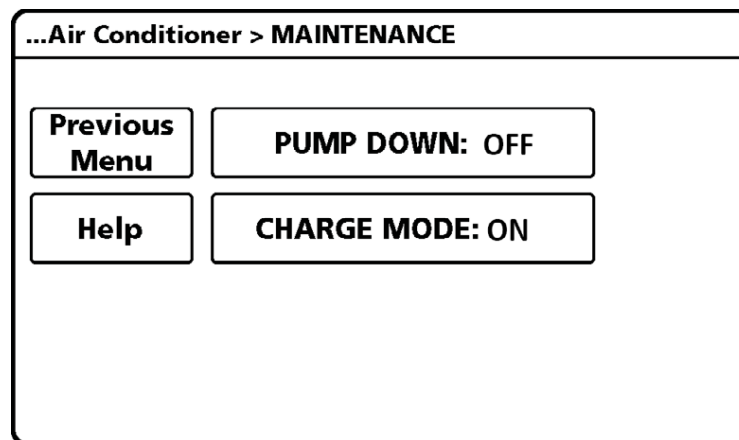 ...Air Conditioner > MAINTENANCE
Previous
Menu
PUMP DOWN: OFF
Help
CHARGE MODE: ON